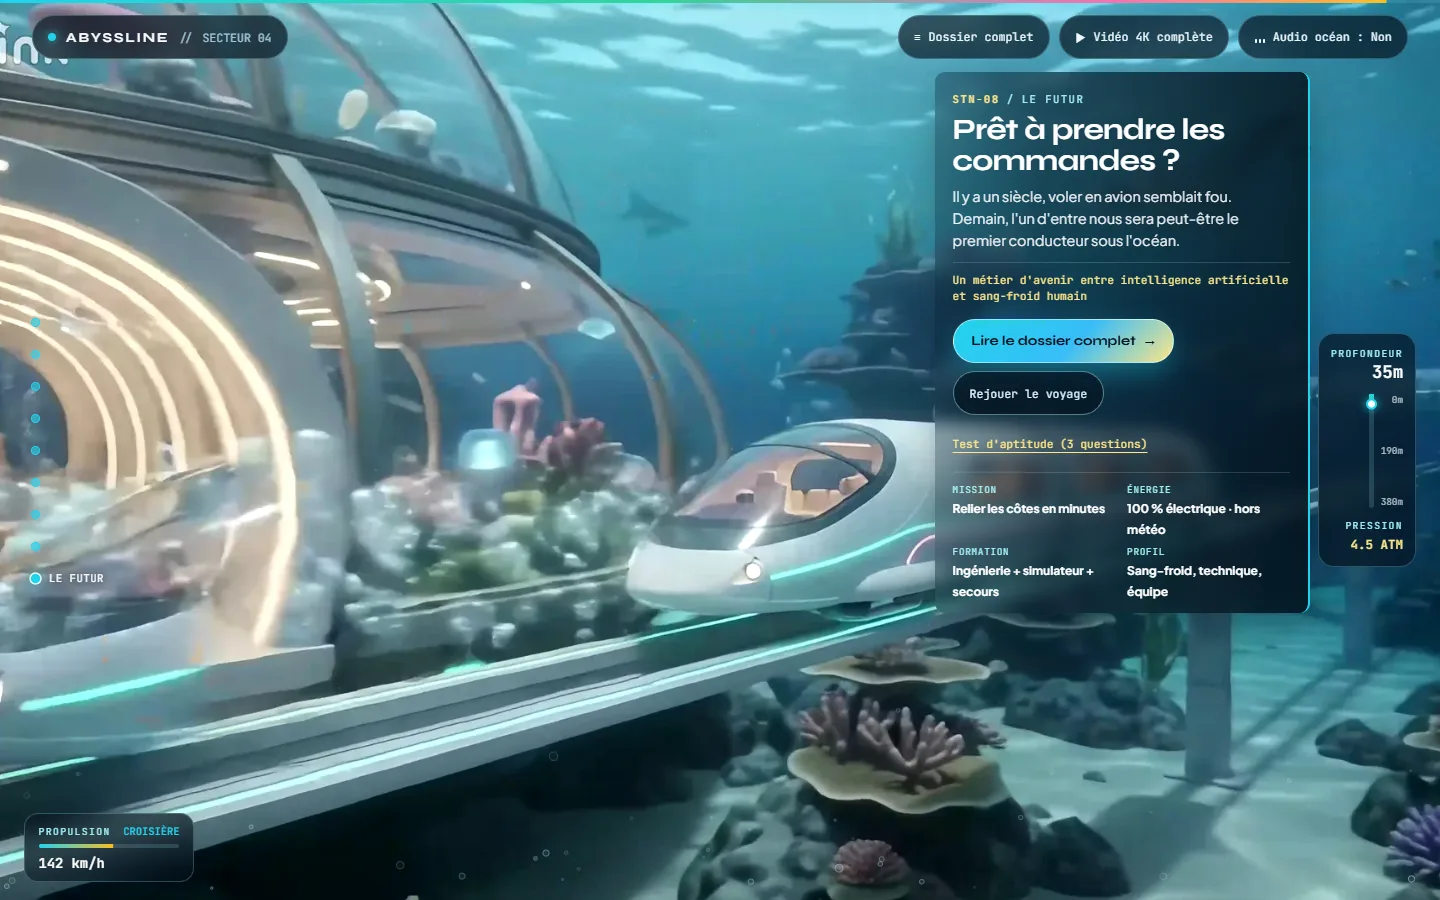 ABYSSLINE // SECTEUR 04
≡ Dossier complet
▶ Vidéo 4K complète
Audio océan : Non
STN-08 / LE FUTUR
Prêt à prendre les
commandes ?
Il y a un siècle, voler en avion semblait fou.
Demain, l'un d'entre nous sera peut-être le
premier conducteur sous l'océan.
Un métier d'avenir entre intelligence artificielle
et sang-froid humain
Lire le dossier complet →
Rejouer le voyage
Test d'aptitude (3 questions)
MISSION
Relier les côtes en minutes
ÉNERGIE
100 % électrique · hors
météo
FORMATION
Ingénierie + simulateur +
secours
PROFIL
Sang-froid, technique,
équipe
PROFONDEUR
35m
0m
190m
380m
PRESSION
4.5 ATM
LE FUTUR
PROPULSION CROISIÈRE
142 km/h